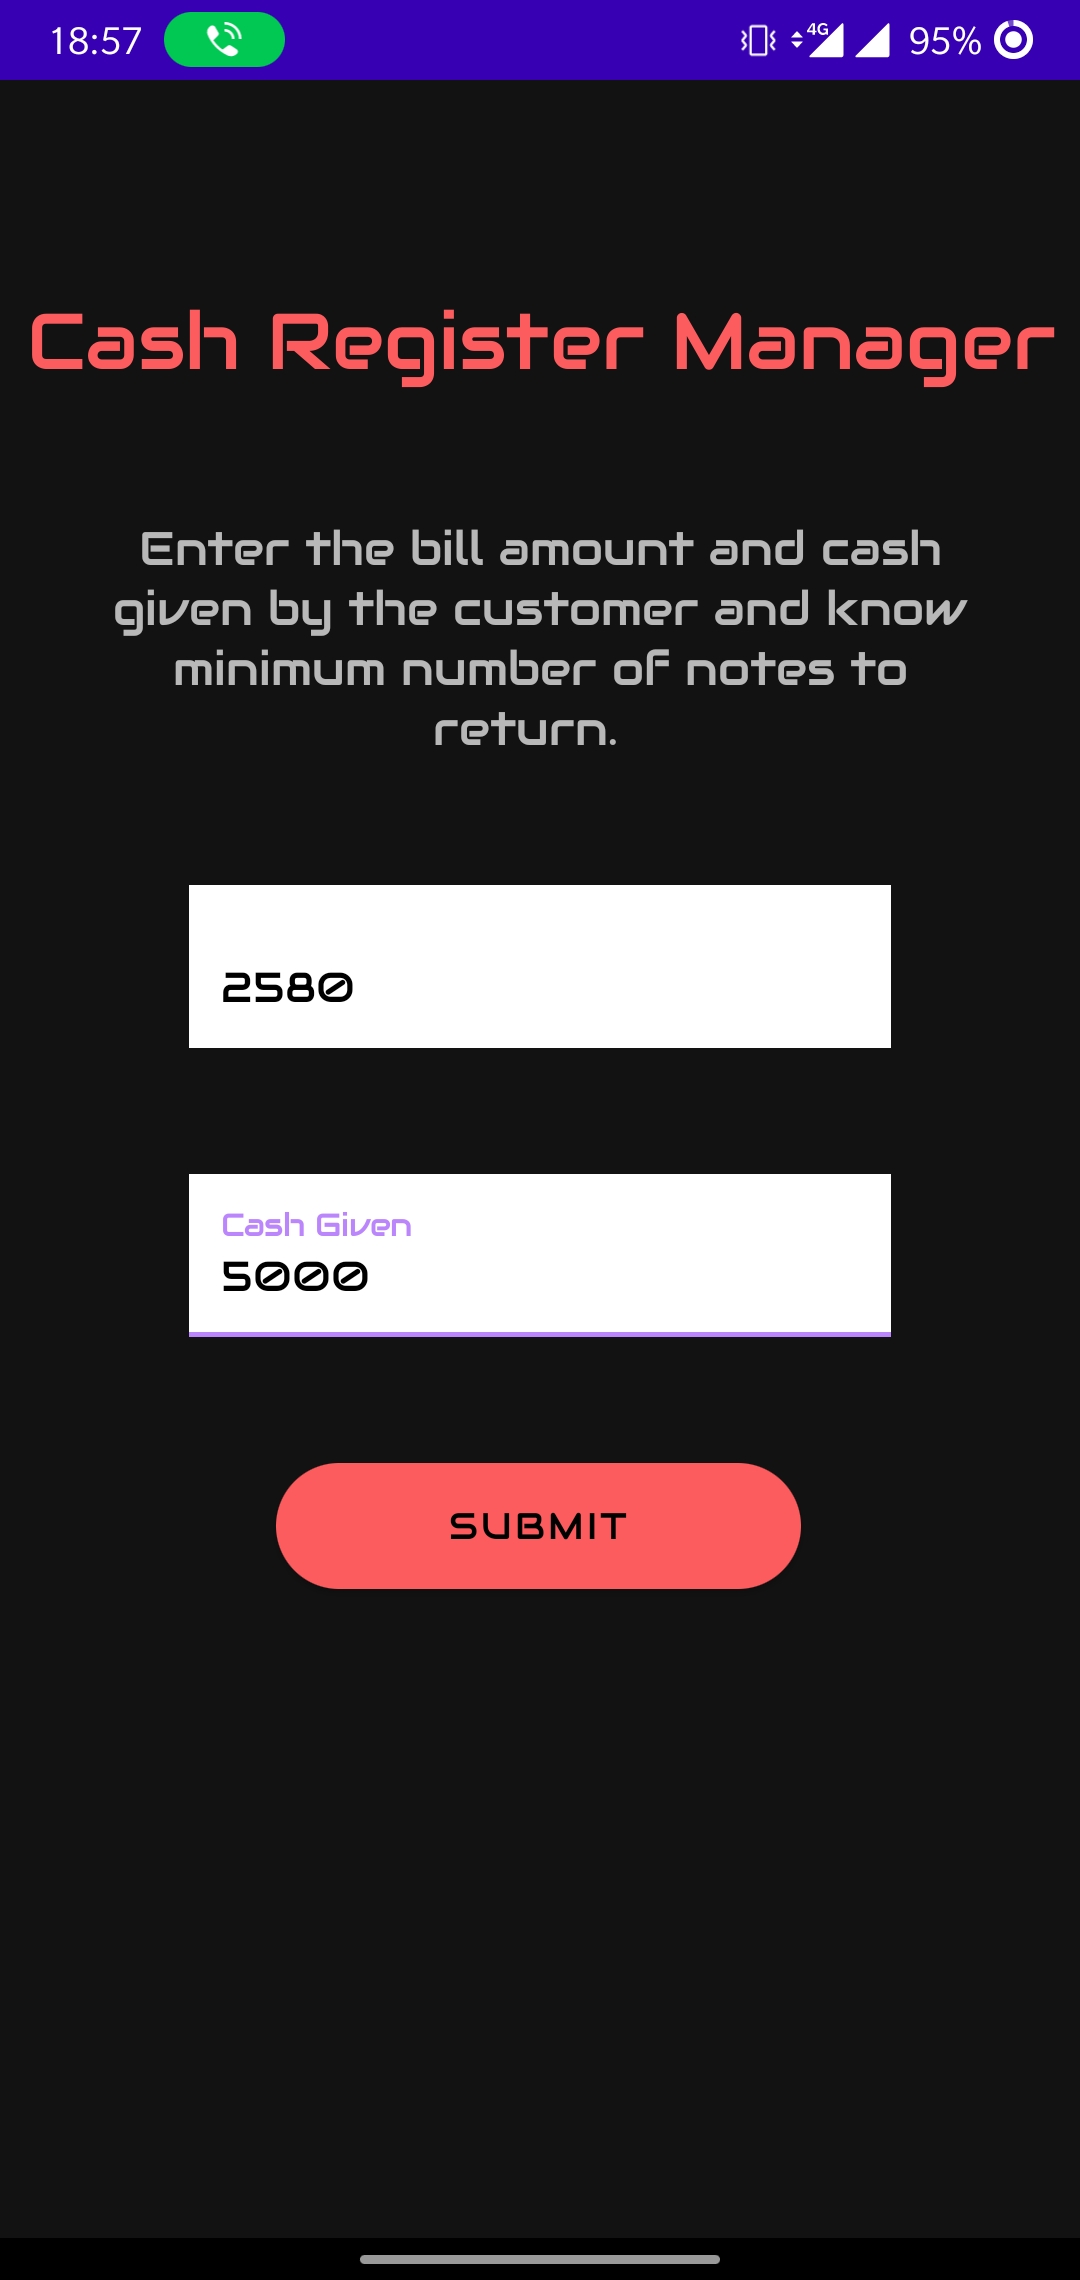 18:57 4G 95%
Cash Register Manager
Enter the bill amount and cash
given by the customer and know
minimum number of notes to
return.
2580
Cash Given
5000
SUBMIT